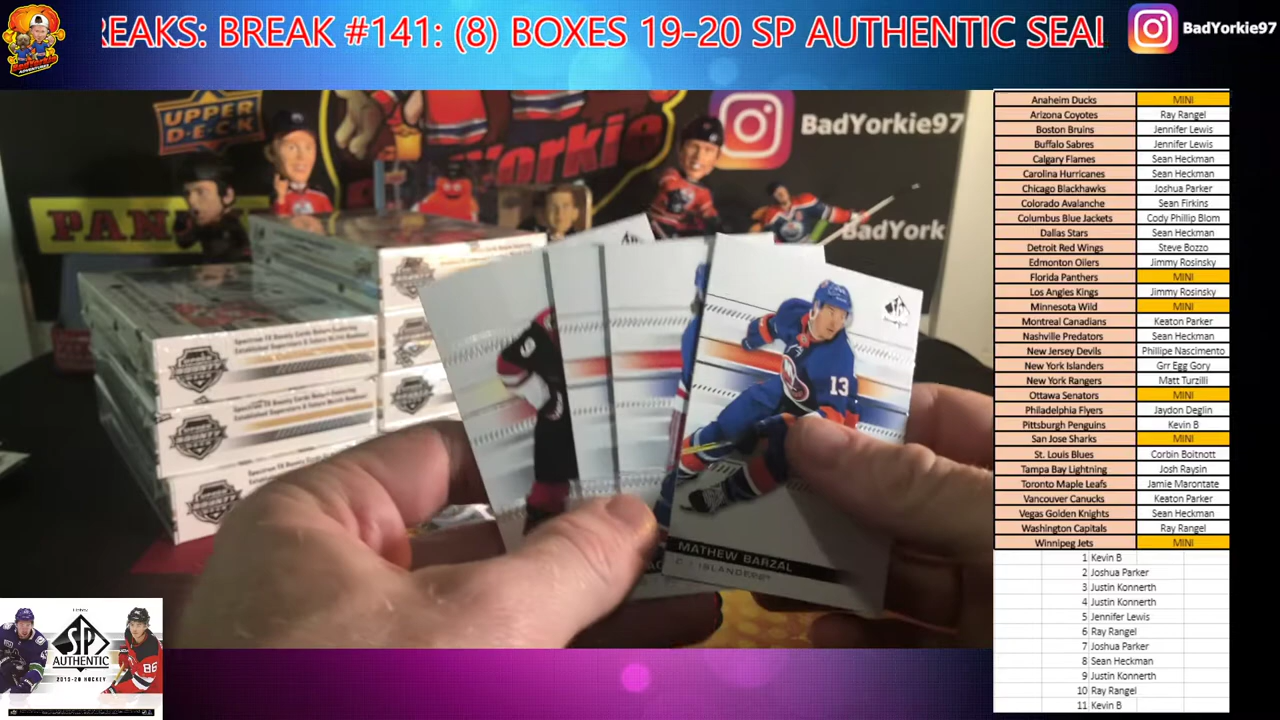 REAKS: BREAK #141: (8) BOXES 19-20 SP AUTHENTIC SEAL
BadYorkie97
UPPER
DECK
BadYorkie97
BadYork
Yorkie
PANINI
13
MATHEW BARZAL
C • ISLANDERS
SP
AUTHENTIC
2019-20 HOCKEY
86
Anaheim Ducks MINI
Arizona Coyotes Ray Rangel
Boston Bruins Jennifer Lewis
Buffalo Sabres Jennifer Lewis
Calgary Flames Sean Heckman
Carolina Hurricanes Sean Heckman
Chicago Blackhawks Joshua Parker
Colorado Avalanche Sean Firkins
Columbus Blue Jackets Cody Phillip Blom
Dallas Stars Sean Heckman
Detroit Red Wings Steve Bozzo
Edmonton Oilers Jimmy Rosinsky
Florida Panthers MINI
Los Angles Kings Jimmy Rosinsky
Minnesota Wild MINI
Montreal Canadians Keaton Parker
Nashville Predators Sean Heckman
New Jersey Devils Phillipe Nascimento
New York Islanders Grr Egg Gory
New York Rangers Matt Turzilli
Ottawa Senators MINI
Philadelphia Flyers Jaydon Deglin
Pittsburgh Penguins Kevin B
San Jose Sharks MINI
St. Louis Blues Corbin Boitnott
Tampa Bay Lightning Josh Raysin
Toronto Maple Leafs Jamie Marontate
Vancouver Canucks Keaton Parker
Vegas Golden Knights Sean Heckman
Washington Capitals Ray Rangel
Winnipeg Jets MINI
1 Kevin B
2 Joshua Parker
3 Justin Konnerth
4 Justin Konnerth
5 Jennifer Lewis
6 Ray Rangel
7 Joshua Parker
8 Sean Heckman
9 Justin Konnerth
10 Ray Rangel
11 Kevin B